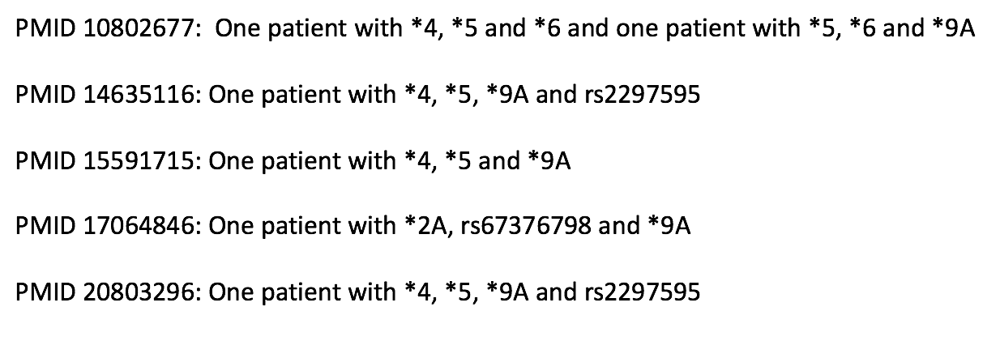 PMID 10802677:  One patient with *4, *5 and *6 and one patient with *5, *6 and *9A
PMID 14635116: One patient with *4, *5, *9A and rs2297595
PMID 15591715: One patient with *4, *5 and *9A
PMID 17064846: One patient with *2A, rs67376798 and *9A
PMID 20803296: One patient with *4, *5, *9A and rs2297595